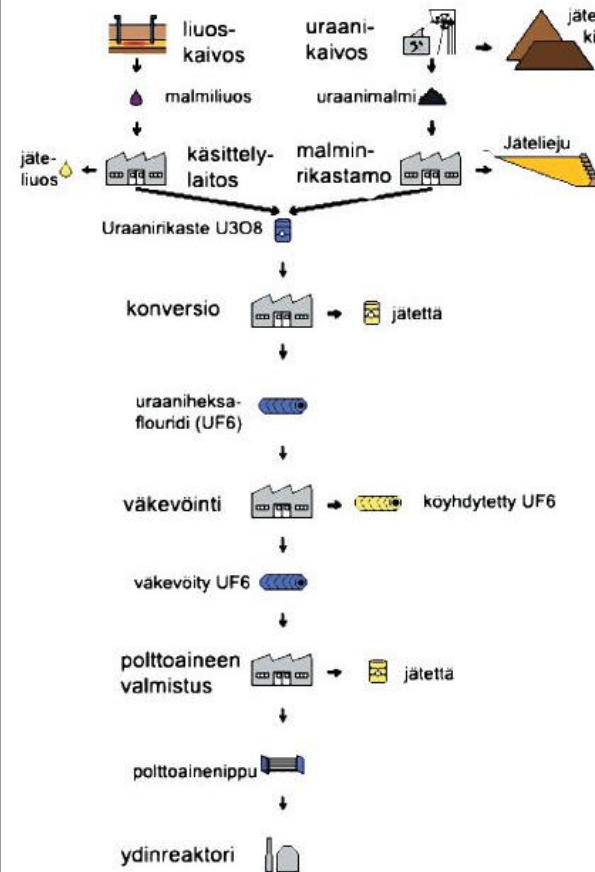 liuos-
kaivos
uraani-
kaivos
malmiliuos
uraanimalmi
jäte-
liuos
käsittely-
laitos
malmin-
rikastamo
Jätelieju
Uraanirikaste U3O8
konversio
jätettä
uraaniheksa-
flouridi (UF6)
väkevöinti
köyhdytetty UF6
väkevöity UF6
polttoaineen
valmistus
jätettä
polttoainenippu
ydinreaktori